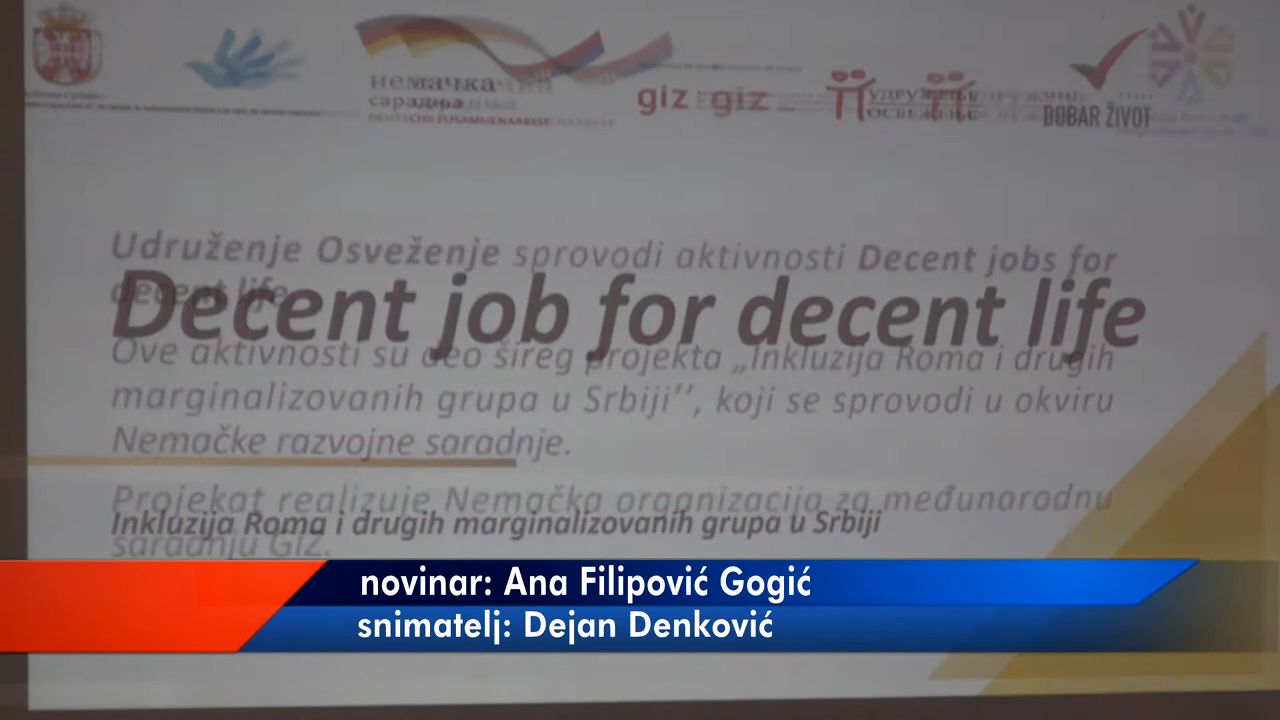 немачка
сарадња
DEUTSCHE ZUSAMMENARBEIT
giz giz
УДРУЖЕЊЕ
ОСВЕЖЕЊЕ
DOBAR ŽIVOT
Udruženje Osveženje sprovodi aktivnosti Decent jobs for
decent life
Decent job for decent life
Ove aktivnosti su deo šireg projekta „Inkluzija Roma i drugih
marginalizovanih grupa u Srbiji’’, koji se sprovodi u okviru
Nemačke razvojne saradnje.
Projekat realizuje Nemačka organizacija za međunarodnu
Inkluzija Roma i drugih marginalizovanih grupa u Srbiji
saradnju GIZ.
novinar: Ana Filipović Gogić
snimatelj: Dejan Denković